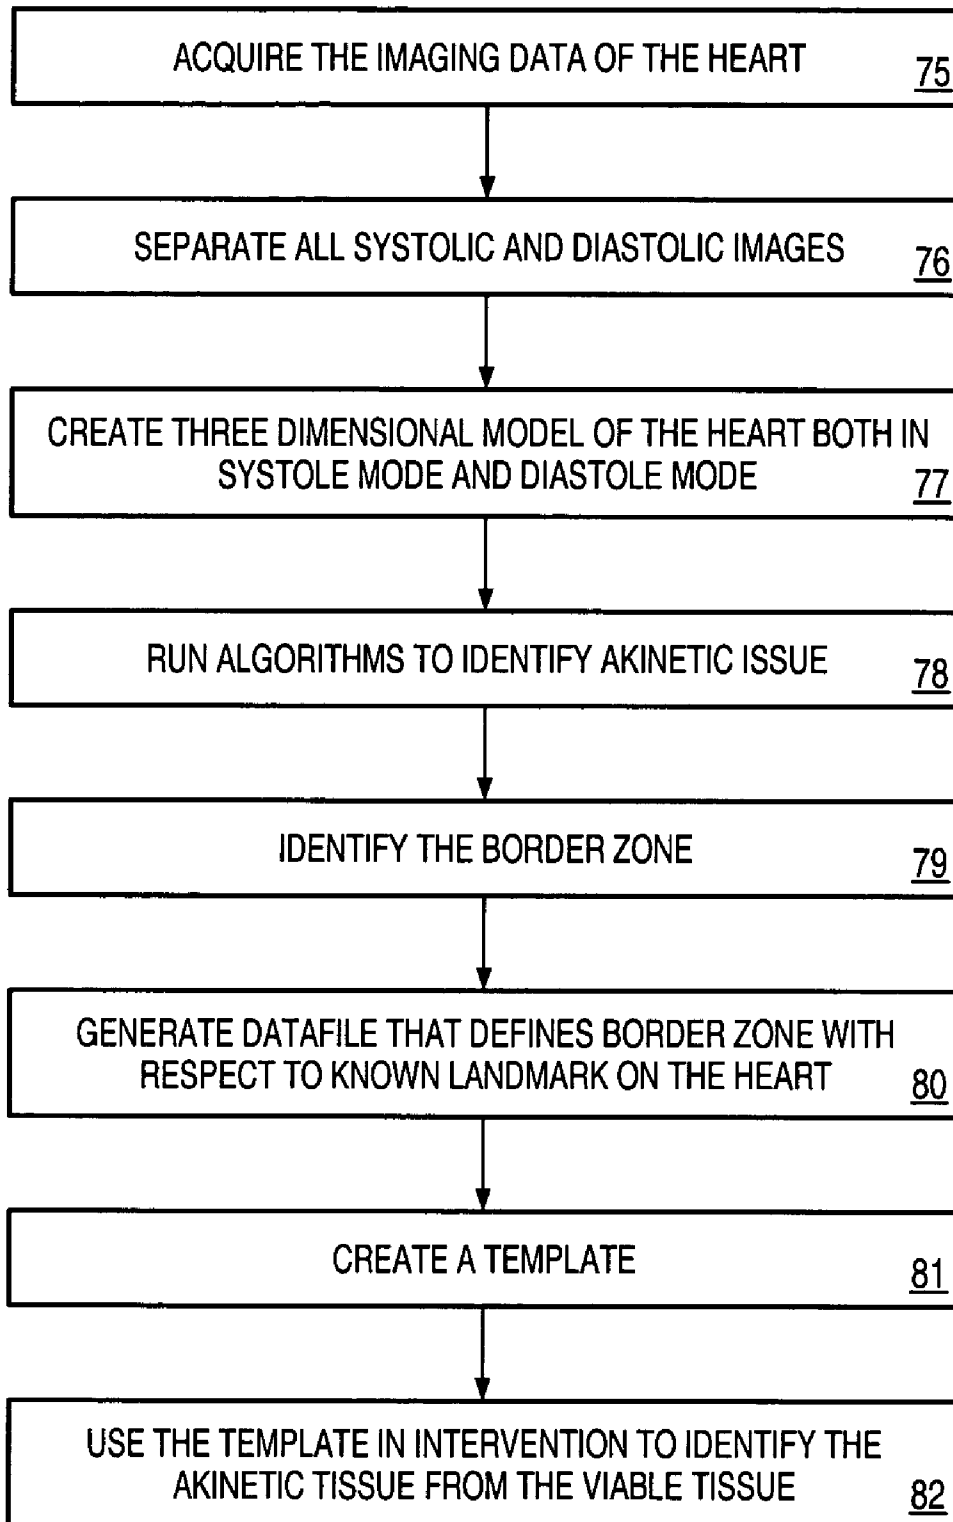 ACQUIRE THE IMAGING DATA OF THE HEART
75
SEPARATE ALL SYSTOLIC AND DIASTOLIC IMAGES
76
CREATE THREE DIMENSIONAL MODEL OF THE HEART BOTH IN
SYSTOLE MODE AND DIASTOLE MODE
77
RUN ALGORITHMS TO IDENTIFY AKINETIC ISSUE
78
IDENTIFY THE BORDER ZONE
79
GENERATE DATAFILE THAT DEFINES BORDER ZONE WITH
RESPECT TO KNOWN LANDMARK ON THE HEART
80
CREATE A TEMPLATE
81
USE THE TEMPLATE IN INTERVENTION TO IDENTIFY THE
AKINETIC TISSUE FROM THE VIABLE TISSUE
82